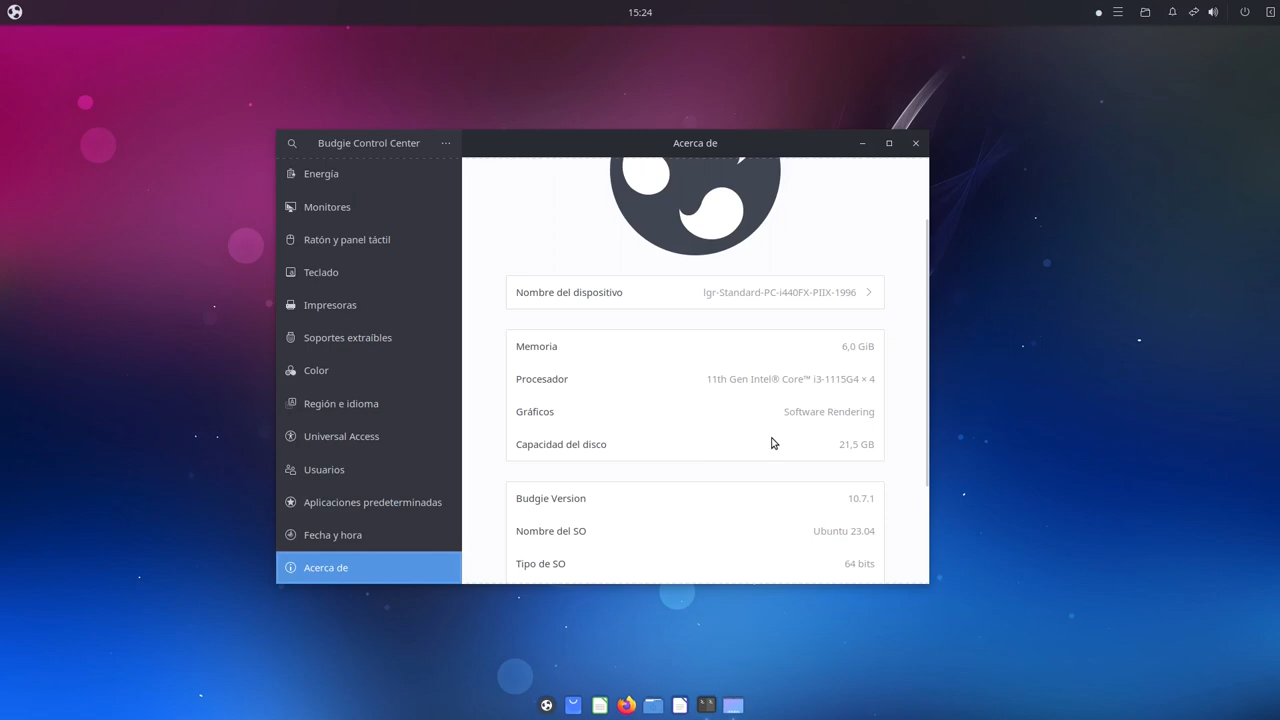 15:24
Budgie Control Center
Acerca de
Energía
Monitores
Ratón y panel táctil
Teclado
Impresoras
Soportes extraíbles
Color
Región e idioma
Universal Access
Usuarios
Aplicaciones predeterminadas
Fecha y hora
Acerca de
Nombre del dispositivo lgr-Standard-PC-i440FX-PIIX-1996
Memoria 6,0 GiB
Procesador 11th Gen Intel® Core™ i3-1115G4 × 4
Gráficos Software Rendering
Capacidad del disco 21,5 GB
Budgie Version 10.7.1
Nombre del SO Ubuntu 23.04
Tipo de SO 64 bits